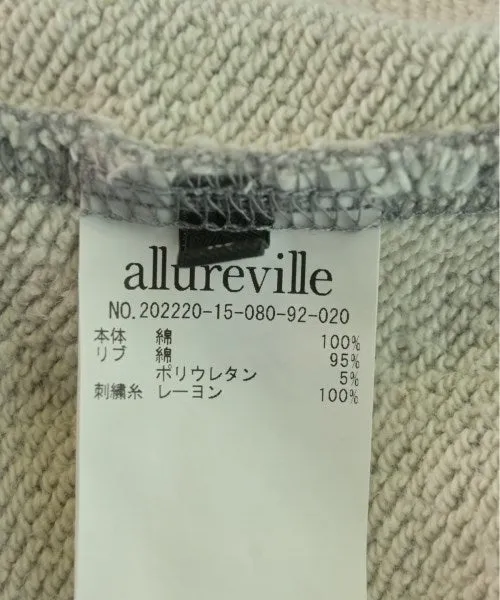 allureville
NO.202220-15-080-92-020
本体 綿 100%
リブ 綿 95%
ポリウレタン 5%
刺繍糸 レーヨン 100%